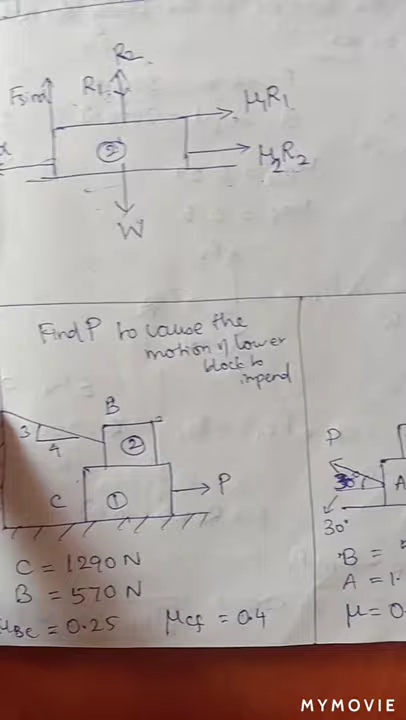 R2
Fsinα
R1
μ1R1
α
②
μ2R2
W
Find P to cause the
motion of lower
block to
impend
B
3
4
②
C
①
P
P
30°
A
30°
C = 1290 N
B = 570 N
μBC = 0.25
μCf = 0.4
B =
A = 1.
μ = 0.
MYMOVIE